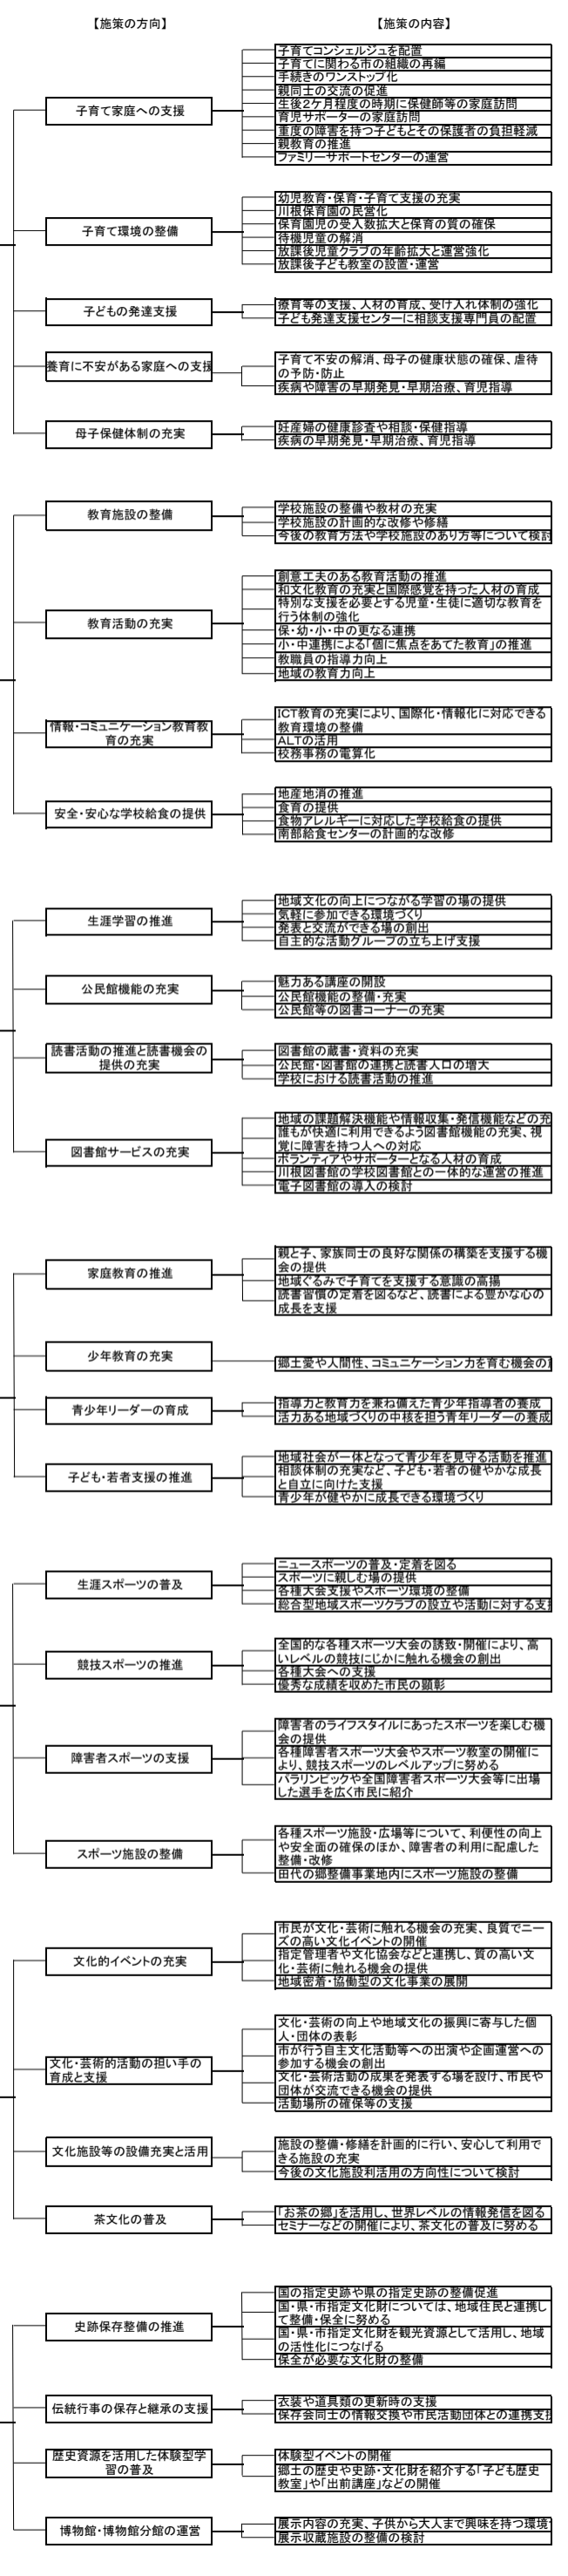 【施策の方向】
【施策の内容】
子育て家庭への支援
子育てコンシェルジュを配置
子育てに関わる市の組織の再編
手続きのワンストップ化
親同士の交流の促進
生後2ケ月程度の時期に保健師等の家庭訪問
育児サポーターの家庭訪問
重度の障害を持つ子どもとその保護者の負担軽減
親教育の推進
ファミリーサポートセンターの運営
子育て環境の整備
幼児教育・保育・子育て支援の充実
川根保育園の民営化
保育園児の受入数拡大と保育の質の確保
待機児童の解消
放課後児童クラブの年齢拡大と運営強化
放課後子ども教室の設置・運営
子どもの発達支援
療育等の支援、人材の育成、受け入れ体制の強化
子ども発達支援センターに相談支援専門員の配置
養育に不安がある家庭への支援
子育て不安の解消、母子の健康状態の確保、虐待
の予防・防止
疾病や障害の早期発見・早期治療、育児指導
母子保健体制の充実
妊産婦の健康診査や相談・保健指導
疾病の早期発見・早期治療、育児指導
教育施設の整備
学校施設の整備や教材の充実
学校施設の計画的な改修や修繕
今後の教育方法や学校施設のあり方等について検討
教育活動の充実
創意工夫のある教育活動の推進
和文化教育の充実と国際感覚を持った人材の育成
特別な支援を必要とする児童・生徒に適切な教育を
行う体制の強化
保・幼・小・中の更なる連携
小・中連携による「個に焦点をあてた教育」の推進
教職員の指導力向上
地域の教育力向上
情報・コミュニケーション教育教
育の充実
ICT教育の充実により、国際化・情報化に対応できる
教育環境の整備
ALTの活用
校務事務の電算化
安全・安心な学校給食の提供
地産地消の推進
食育の提供
食物アレルギーに対応した学校給食の提供
南部給食センターの計画的な改修
生涯学習の推進
地域文化の向上につながる学習の場の提供
気軽に参加できる環境づくり
発表と交流ができる場の創出
自主的な活動グループの立ち上げ支援
公民館機能の充実
魅力ある講座の開設
公民館機能の整備・充実
公民館等の図書コーナーの充実
読書活動の推進と読書機会の
提供の充実
図書館の蔵書・資料の充実
公民館・図書館の連携と読書人口の増大
学校における読書活動の推進
図書館サービスの充実
地域の課題解決機能や情報収集・発信機能などの充
誰もが快適に利用できるよう図書館機能の充実、視
覚に障害を持つ人への対応
ボランティアやサポーターとなる人材の育成
川根図書館の学校図書館との一体的な運営の推進
電子図書館の導入の検討
家庭教育の推進
親と子、家族同士の良好な関係の構築を支援する機
会の提供
地域ぐるみで子育てを支援する意識の高揚
読書習慣の定着を図るなど、読書による豊かな心の
成長を支援
少年教育の充実
郷土愛や人間性、コミュニケーション力を育む機会の
青少年リーダーの育成
指導力と教育力を兼ね備えた青少年指導者の養成
活力ある地域づくりの中核を担う青年リーダーの養成
子ども・若者支援の推進
地域社会が一体となって青少年を見守る活動を推進
相談体制の充実など、子ども・若者の健やかな成長
と自立に向けた支援
青少年が健やかに成長できる環境づくり
生涯スポーツの普及
ニュースポーツの普及・定着を図る
スポーツに親しむ場の提供
各種大会支援やスポーツ環境の整備
総合型地域スポーツクラブの設立や活動に対する支援
競技スポーツの推進
全国的な各種スポーツ大会の誘致・開催により、高
いレベルの競技にじかに触れる機会の創出
各種大会への支援
優秀な成績を収めた市民の顕彰
障害者スポーツの支援
障害者のライフスタイルにあったスポーツを楽しむ機
会の提供
各種障害者スポーツ大会やスポーツ教室の開催に
より、競技スポーツのレベルアップに努める
パラリンピックや全国障害者スポーツ大会等に出場
した選手を広く市民に紹介
スポーツ施設の整備
各種スポーツ施設・広場等について、利便性の向上
や安全面の確保のほか、障害者の利用に配慮した
整備・改修
田代の郷整備事業地内にスポーツ施設の整備
文化的イベントの充実
市民が文化・芸術に触れる機会の充実、良質でニー
ズの高い文化イベントの開催
指定管理者や文化協会などと連携し、質の高い文
化・芸術に触れる機会の提供
地域密着・協働型の文化事業の展開
文化・芸術的活動の担い手の
育成と支援
文化・芸術の向上や地域文化の振興に寄与した個
人・団体の表彰
市が行う自主文化活動等への出演や企画運営への
参加する機会の創出
文化・芸術活動の成果を発表する場を設け、市民や
団体が交流できる機会の提供
活動場所の確保等の支援
文化施設等の設備充実と活用
施設の整備・修繕を計画的に行い、安心して利用で
きる施設の充実
今後の文化施設利活用の方向性について検討
茶文化の普及
「お茶の郷」を活用し、世界レベルの情報発信を図る
セミナーなどの開催により、茶文化の普及に努める
史跡保存整備の推進
国の指定史跡や県の指定史跡の整備促進
国・県・市指定文化財については、地域住民と連携し
て整備・保全に努める
国・県・市指定文化財を観光資源として活用し、地域
の活性化につなげる
保全が必要な文化財の整備
伝統行事の保存と継承の支援
衣装や道具類の更新時の支援
保存会同士の情報交換や市民活動団体との連携支援
歴史資源を活用した体験型学
習の普及
体験型イベントの開催
郷土の歴史や史跡・文化財を紹介する「子ども歴史
教室」や「出前講座」などの開催
博物館・博物館分館の運営
展示内容の充実、子供から大人まで興味を持つ環境
展示収蔵施設の整備の検討